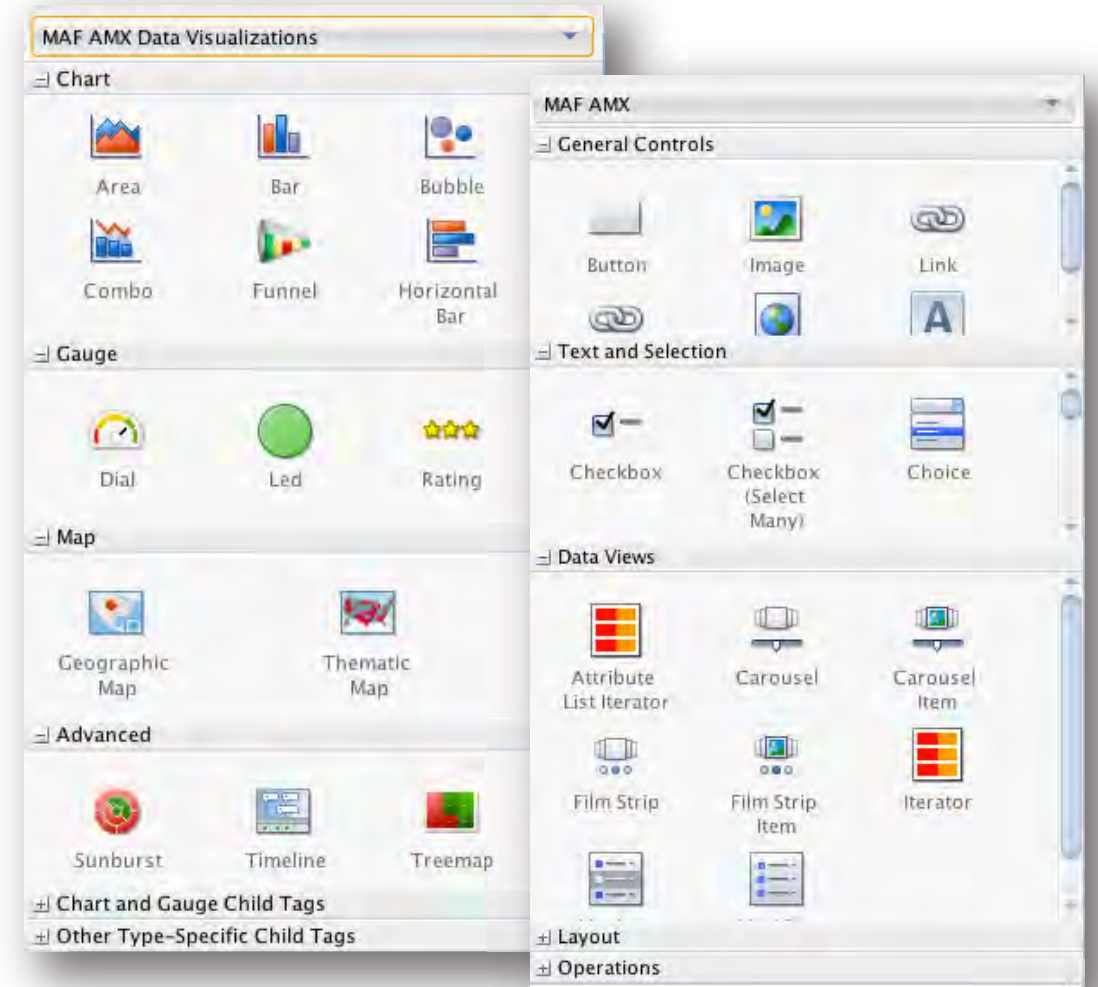 MAF AMX Data Visualizations
Chart
Area Bar Bubble
Combo Funnel Horizontal
Bar
Gauge
Dial Led Rating
Map
Geographic Thematic
Map Map
Advanced
Sunburst Timeline Treemap
Chart and Gauge Child Tags
Other Type-Specific Child Tags
MAF AMX
General Controls
Button Image Link
A
Text and Selection
Checkbox Checkbox Choice
(Select
Many)
Data Views
Attribute Carousel Carousel
List Iterator Item
Film Strip Film Strip Iterator
Item
Layout
Operations